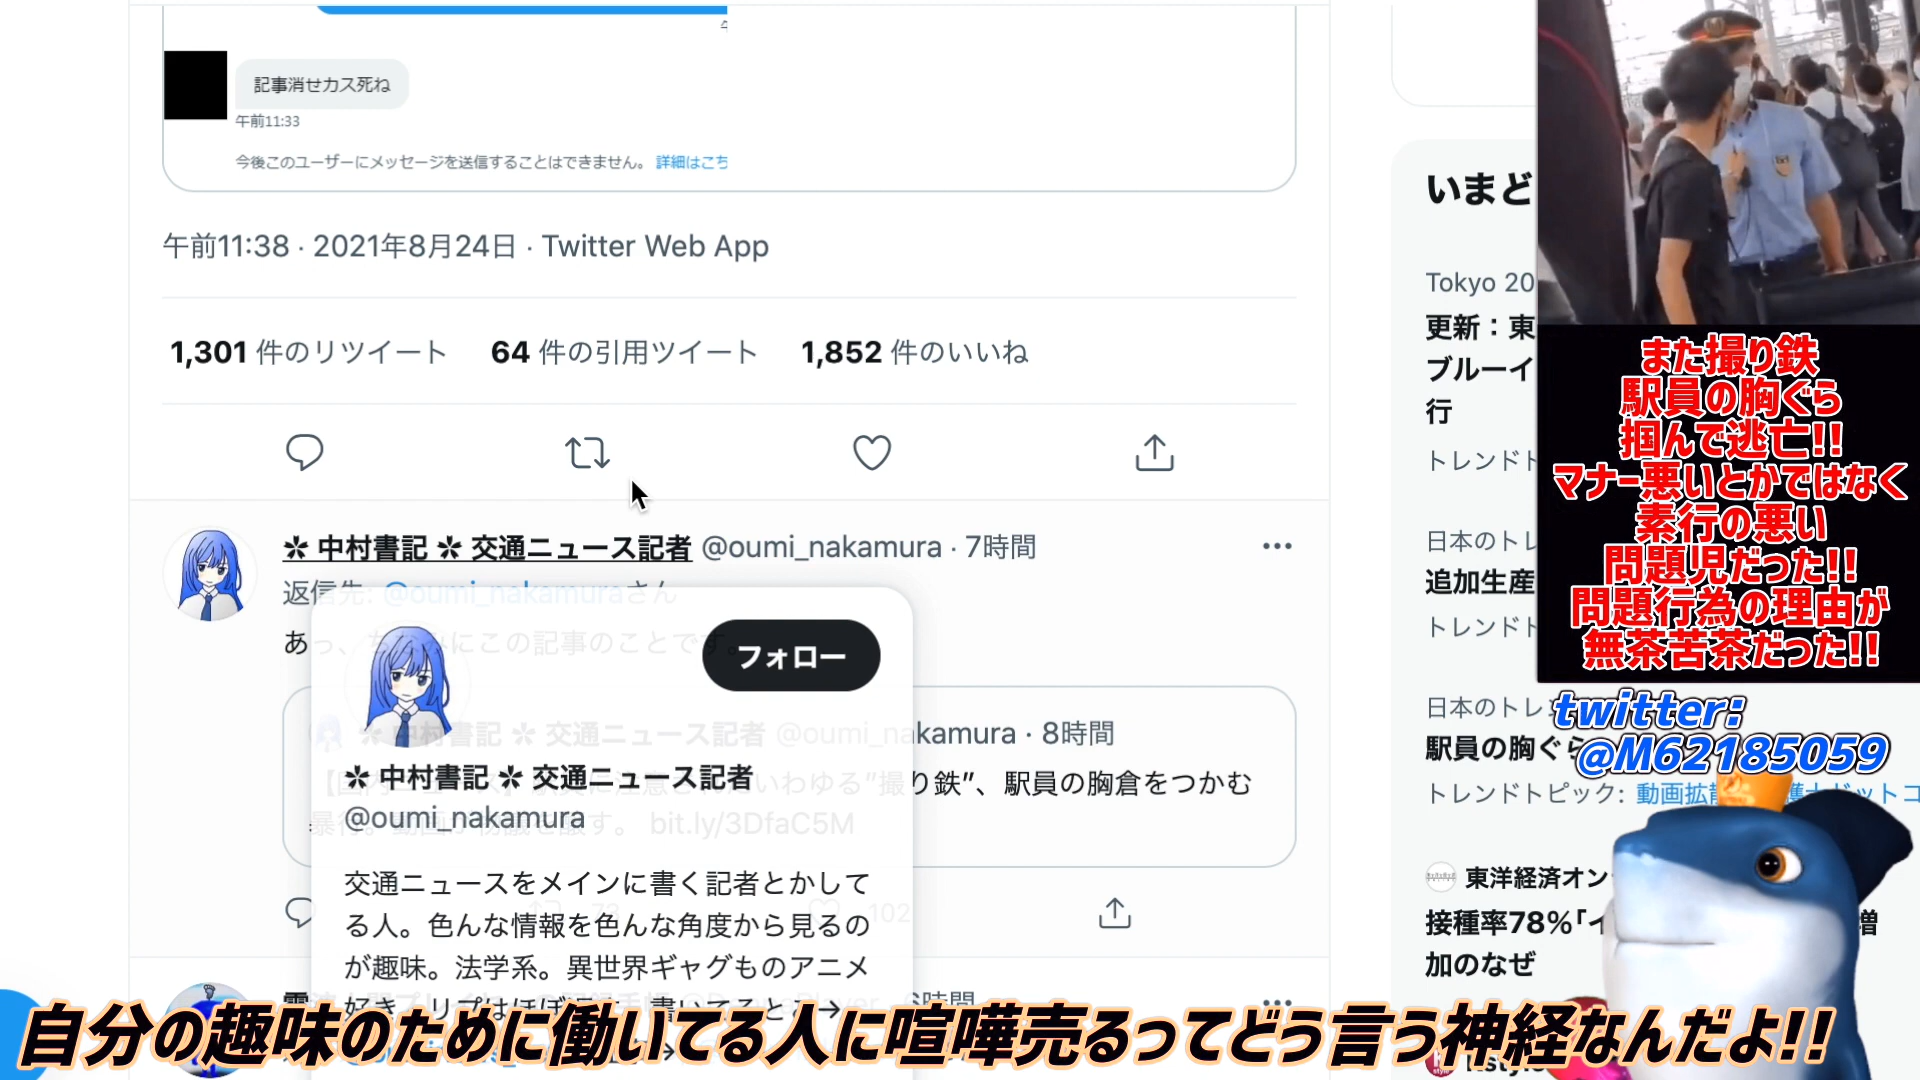 記事消せカス死ね
午前11:33
今後このユーザーにメッセージを送信することはできません。 詳細はこち
午前11:38 · 2021年8月24日 · Twitter Web App
1,301 件のリツイート 64 件の引用ツイート 1,852 件のいいね
✲ 中村書記 ✲ 交通ニュース記者 @oumi_nakamura · 7時間
返信先: @oumi_nakamuraさん
あっ、ちなみにこの記事のことです。
フォロー
✲ 中村書記 ✲ 交通ニュース記者 @oumi_nakamura · 8時間
いわゆる”撮り鉄”、駅員の胸倉をつかむ
bit.ly/3DfaC5M
✲ 中村書記 ✲ 交通ニュース記者
@oumi_nakamura
交通ニュースをメインに書く記者とかして
る人。色んな情報を色んな角度から見るの
が趣味。法学系。異世界ギャグものアニメ
102
6時間
いまど
Tokyo 20
更新：東
ブルーイ
行
トレンドト
日本のトレ
追加生産
トレンドト
日本のトレ
駅員の胸ぐら
トレンドトピック: 動画拡散
東洋経済オン
接種率78%｢イ
増
加のなぜ
また撮り鉄
駅員の胸ぐら
掴んで逃亡!!
マナー悪いとかではなく
素行の悪い
問題児だった!!
問題行為の理由が
無茶苦茶だった!!
twitter:
@M62185059
自分の趣味のために働いてる人に喧嘩売るってどう言う神経なんだよ!!